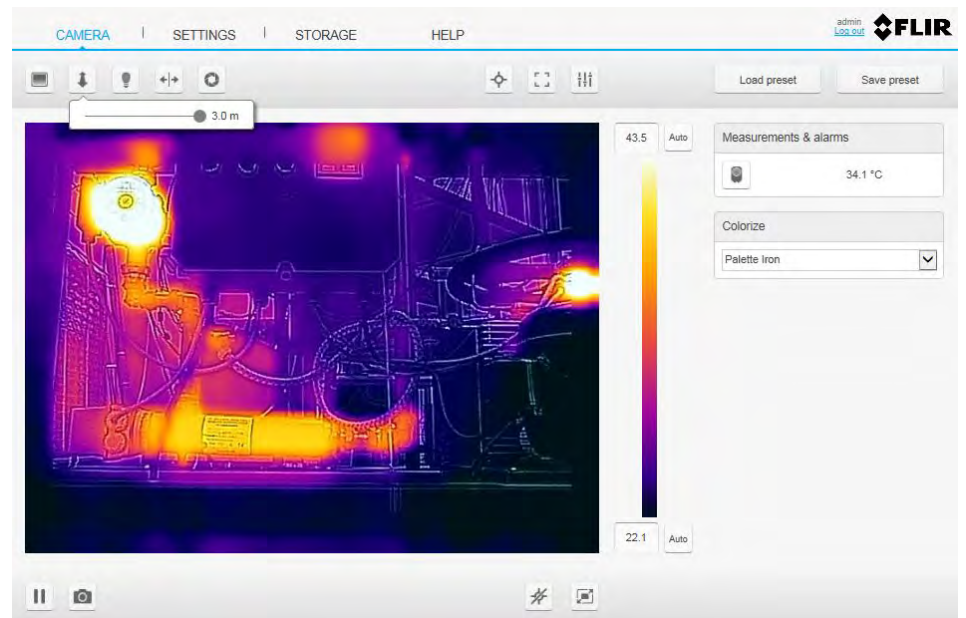 CAMERA | SETTINGS | STORAGE HELP
admin
Log out
FLIR
Load preset Save preset
3.0 m
43.5 Auto
Measurements & alarms
34.1 °C
Colorize
Palette Iron
22.1 Auto